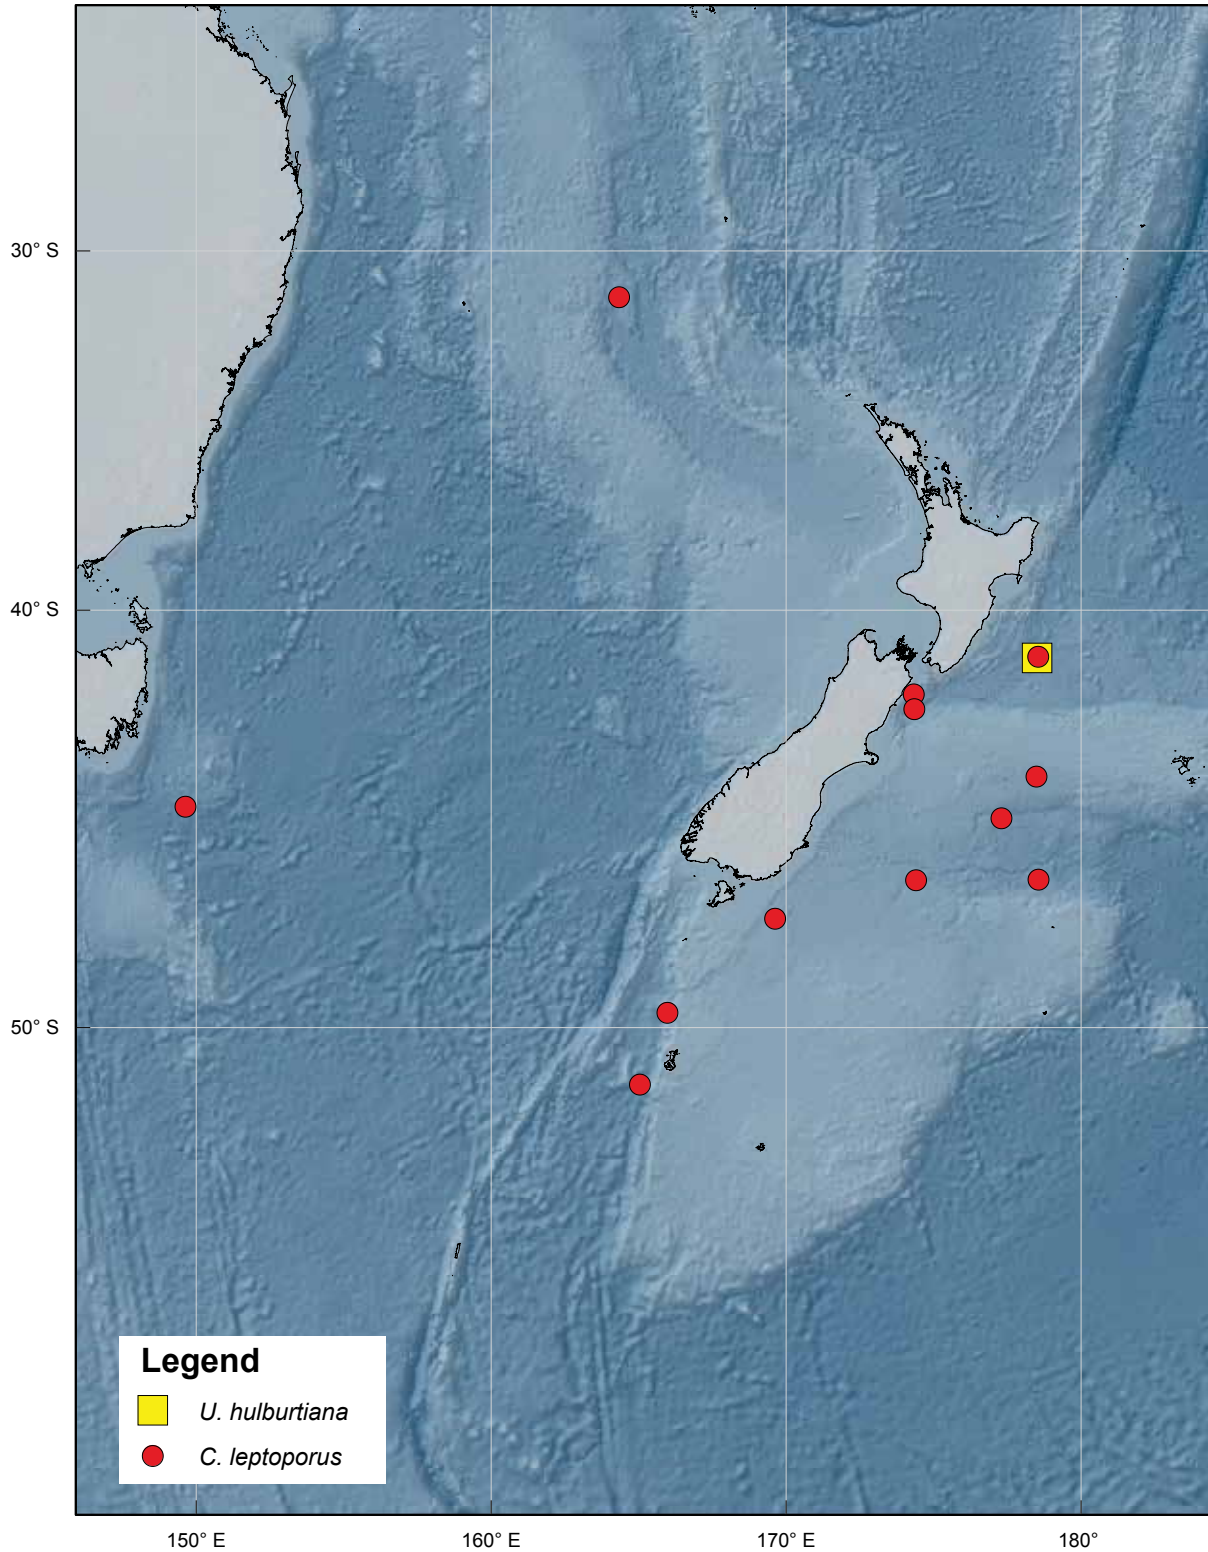 30° S
40° S
50° S
Legend
U. hulburtiana
C. leptoporus
150° E
160° E
170° E
180°